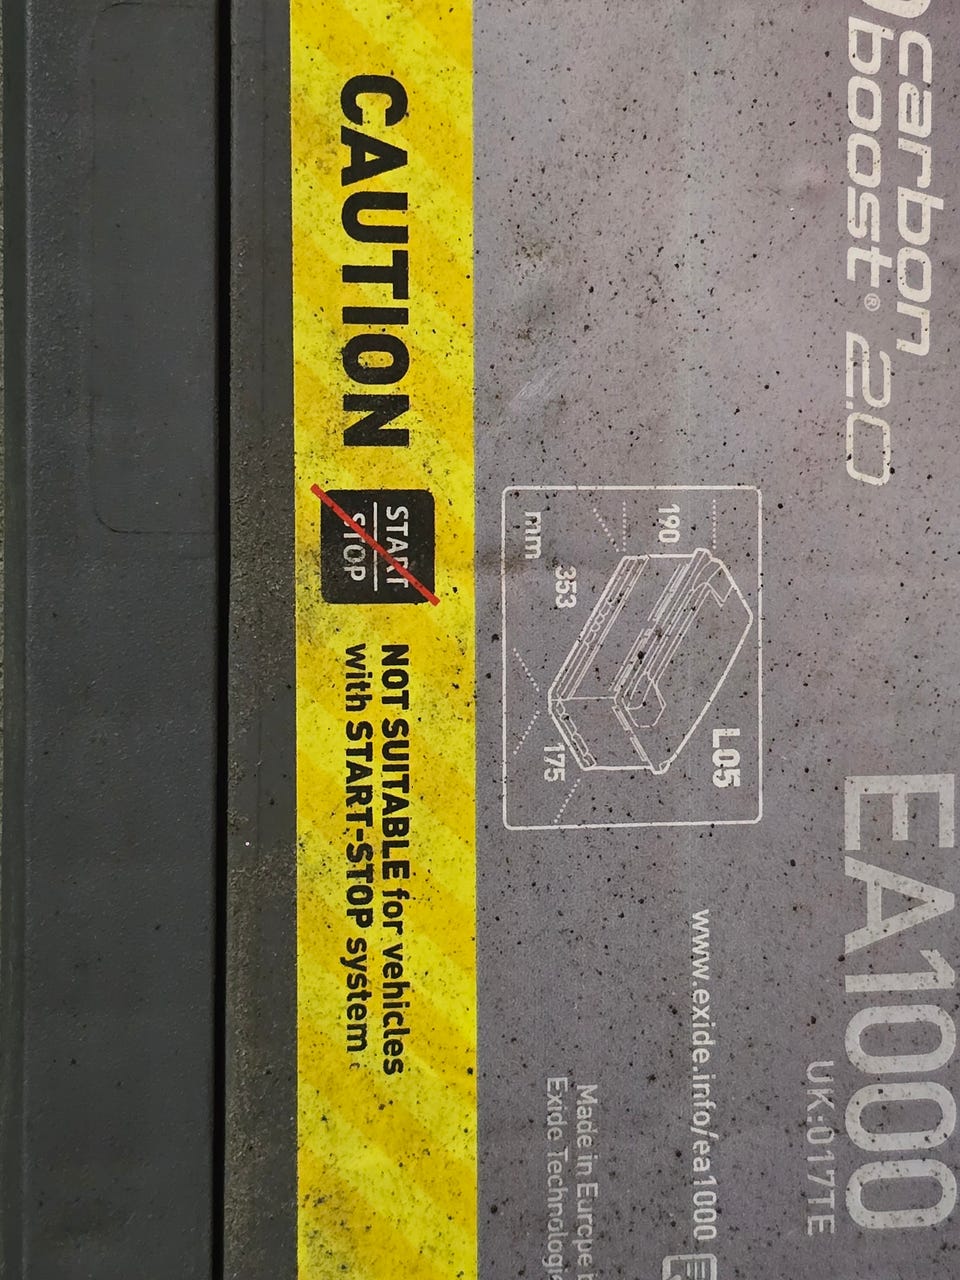 carbon
boost® 2.0
EA1000
UK:017TE
L05
190
353
175
mm
www.exide.info/ea1000
Made in Europe
Exide
CAUTION
START
STOP
NOT SUITABLE for vehicles
with START-STOP system